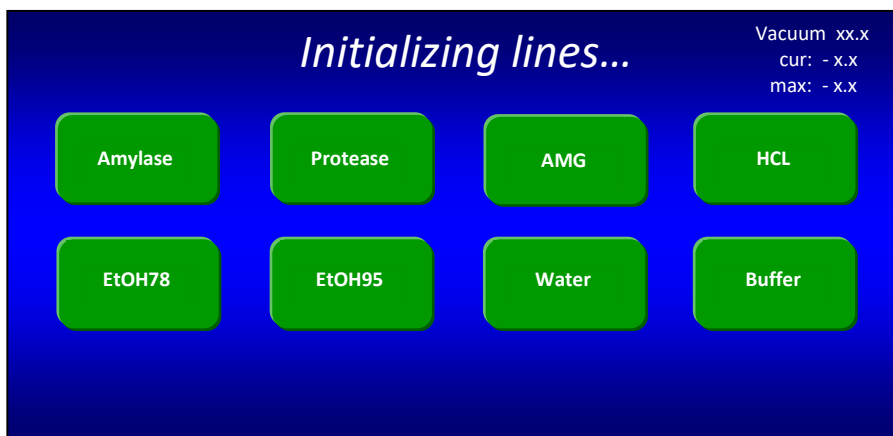 Initializing lines...
Vacuum xx.x
cur: - x.x
max: - x.x
Amylase Protease AMG HCL
EtOH78 EtOH95 Water Buffer